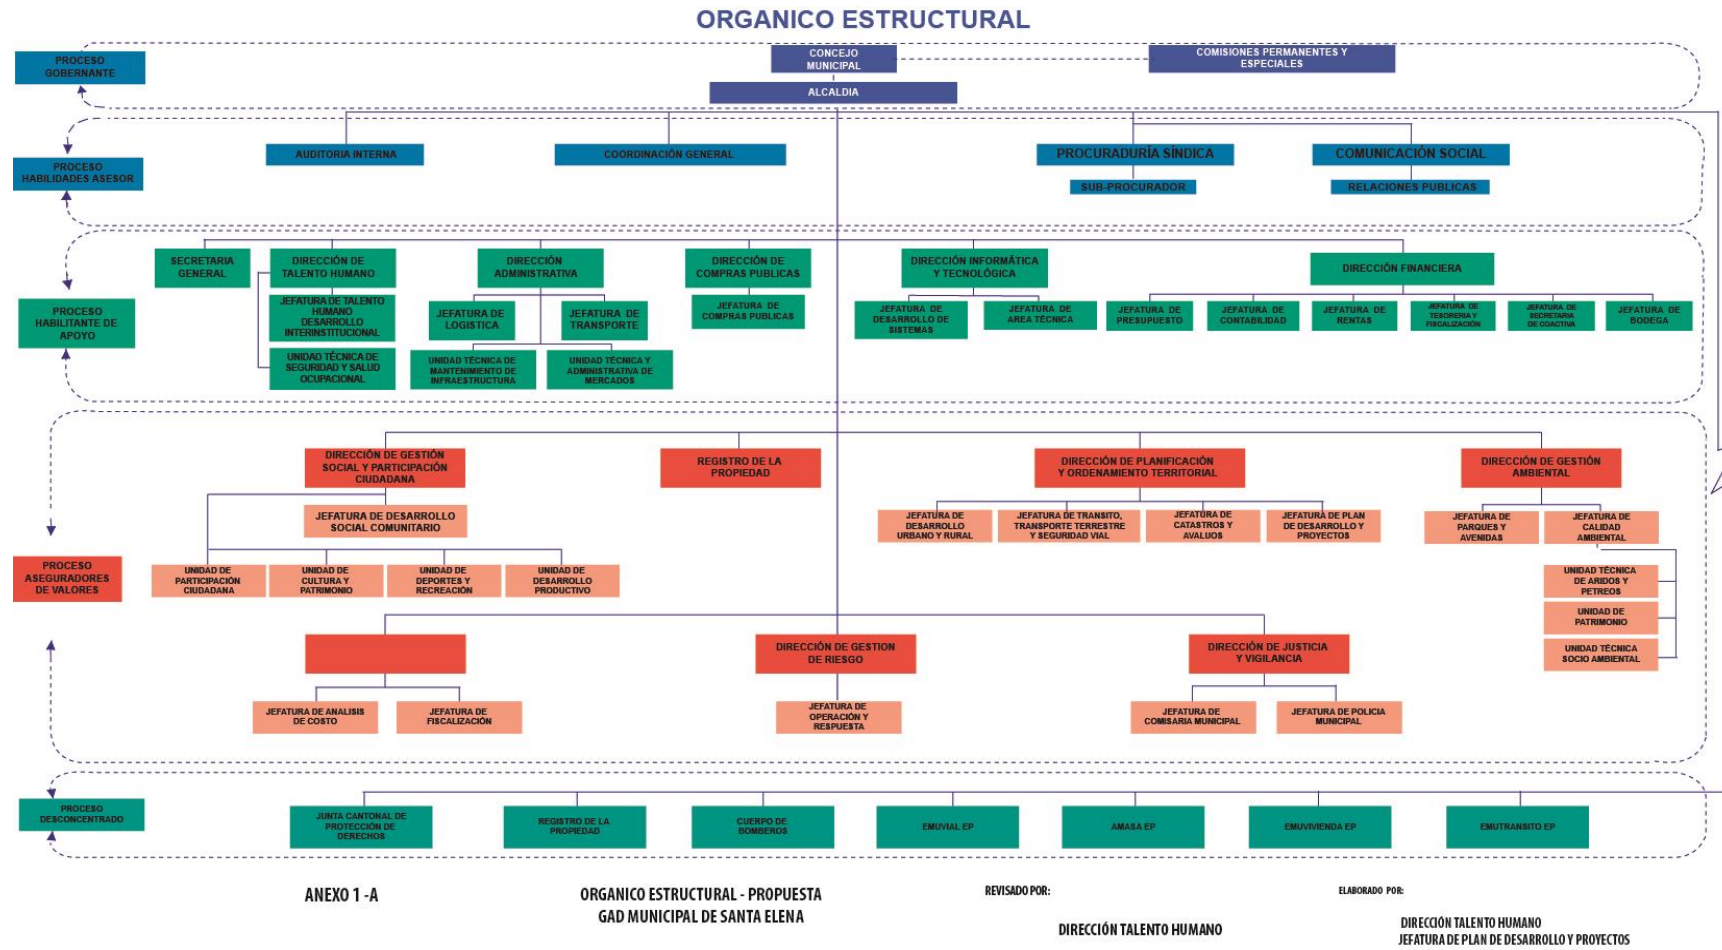 ORGANICO ESTRUCTURAL
PROCESO
GOBERNANTE
CONCEJO
MUNICIPAL
COMISIONES PERMANENTES Y
ESPECIALES
ALCALDIA
PROCESO
HABILIDADES ASESOR
AUDITORIA INTERNA
COORDINACIÓN GENERAL
PROCURADURÍA SÍNDICA
COMUNICACIÓN SOCIAL
SUB-PROCURADOR
RELACIONES PUBLICAS
PROCESO
HABILITANTE DE
APOYO
SECRETARIA
GENERAL
DIRECCIÓN DE
TALENTO HUMANO
JEFATURA DE TALENTO
HUMANO
DESARROLLO
INTERINSTITUCIONAL
UNIDAD TÉCNICA DE
SEGURIDAD Y SALUD
OCUPACIONAL
DIRECCIÓN
ADMINISTRATIVA
JEFATURA DE
LOGISTICA
JEFATURA DE
TRANSPORTE
UNIDAD TÉCNICA DE
MANTENIMIENTO DE
INFRAESTRUCTURA
UNIDAD TÉCNICA Y
ADMINISTRATIVA DE
MERCADOS
DIRECCIÓN DE
COMPRAS PUBLICAS
JEFATURA DE
COMPRAS PUBLICAS
DIRECCIÓN INFORMÁTICA
Y TECNOLÓGICA
JEFATURA DE
DESARROLLO DE
SISTEMAS
JEFATURA DE
AREA TÉCNICA
DIRECCIÓN FINANCIERA
JEFATURA DE
PRESUPUESTO
JEFATURA DE
CONTABILIDAD
JEFATURA DE
RENTAS
JEFATURA DE
TESORERIA Y
FISCALIZACIÓN
JEFATURA DE
SECRETARIA
DE COACTIVA
JEFATURA DE
BODEGA
PROCESO
ASEGURADORES
DE VALORES
DIRECCIÓN DE GESTIÓN
SOCIAL Y PARTICIPACIÓN
CIUDADANA
JEFATURA DE DESARROLLO
SOCIAL COMUNITARIO
UNIDAD DE
PARTICIPACIÓN
CIUDADANA
UNIDAD DE
CULTURA Y
PATRIMONIO
UNIDAD DE
DEPORTES Y
RECREACIÓN
UNIDAD DE
DESARROLLO
PRODUCTIVO
REGISTRO DE LA
PROPIEDAD
DIRECCIÓN DE PLANIFICACIÓN
Y ORDENAMIENTO TERRITORIAL
JEFATURA DE
DESARROLLO
URBANO Y RURAL
JEFATURA DE TRANSITO,
TRANSPORTE TERRESTRE
Y SEGURIDAD VIAL
JEFATURA DE
CATASTROS Y
AVALUOS
JEFATURA DE PLAN
DE DESARROLLO Y
PROYECTOS
DIRECCIÓN DE GESTIÓN
AMBIENTAL
JEFATURA DE
PARQUES Y
AVENIDAS
JEFATURA DE
CALIDAD
AMBIENTAL
UNIDAD TÉCNICA
DE ARIDOS Y
PETREOS
UNIDAD DE
PATRIMONIO
UNIDAD TÉCNICA
SOCIO AMBIENTAL
JEFATURA DE ANALISIS
DE COSTO
JEFATURA DE
FISCALIZACIÓN
DIRECCIÓN DE GESTION
DE RIESGO
JEFATURA DE
OPERACIÓN Y
RESPUESTA
DIRECCIÓN DE JUSTICIA
Y VIGILANCIA
JEFATURA DE
COMISARIA MUNICIPAL
JEFATURA DE POLICIA
MUNICIPAL
PROCESO
DESCONCENTRADO
JUNTA CANTONAL DE
PROTECCIÓN DE
DERECHOS
REGISTRO DE LA
PROPIEDAD
CUERPO DE
BOMBEROS
EMUVIAL EP
AMASA EP
EMUVIVIENDA EP
EMUTRANSITO EP
ANEXO 1 -A
ORGANICO ESTRUCTURAL - PROPUESTA
GAD MUNICIPAL DE SANTA ELENA
REVISADO POR:
DIRECCIÓN TALENTO HUMANO
ELABORADO POR:
DIRECCIÓN TALENTO HUMANO
JEFATURA DE PLAN DE DESARROLLO Y PROYECTOS